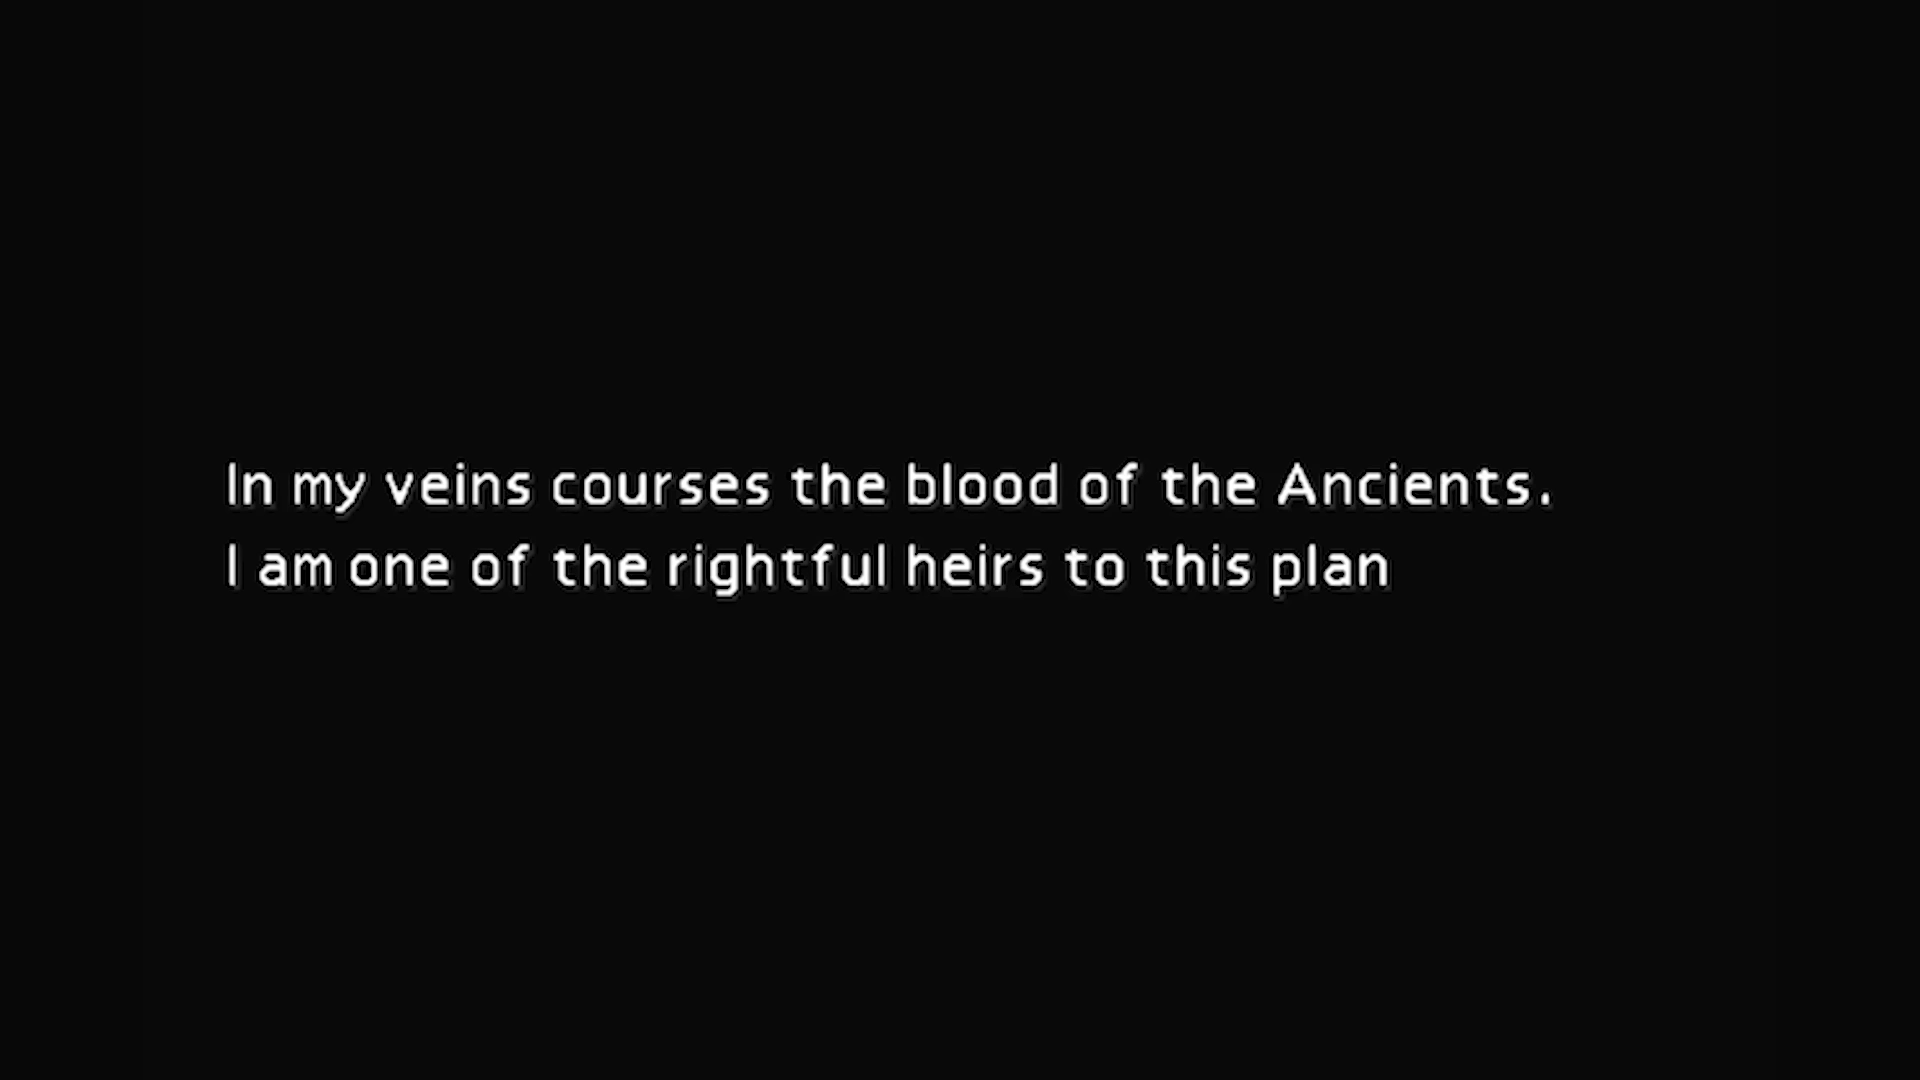 In my veins courses the blood of the Ancients.
I am one of the rightful heirs to this plan